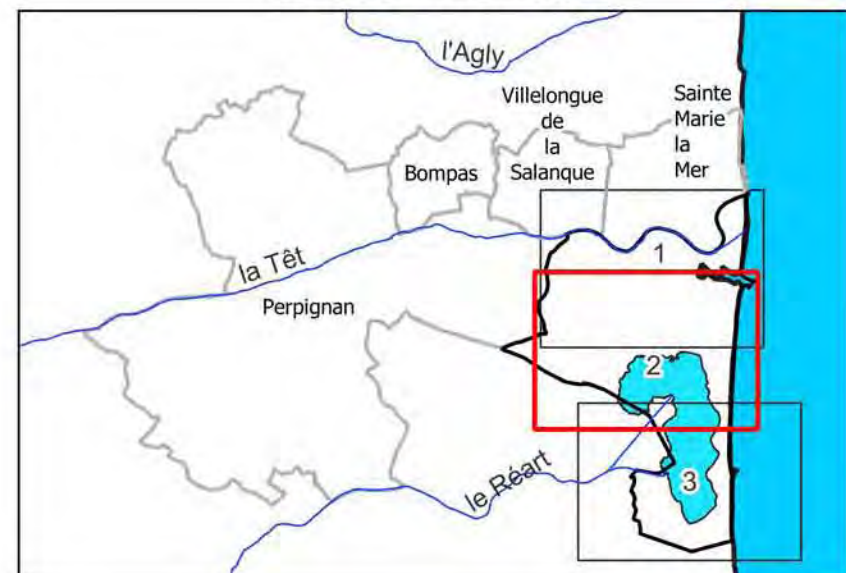 l'Agly
Villelongue
de
la
Salanque
Sainte
Marie
la
Mer
Bompas
la Têt
1
Perpignan
2
le Réart
3